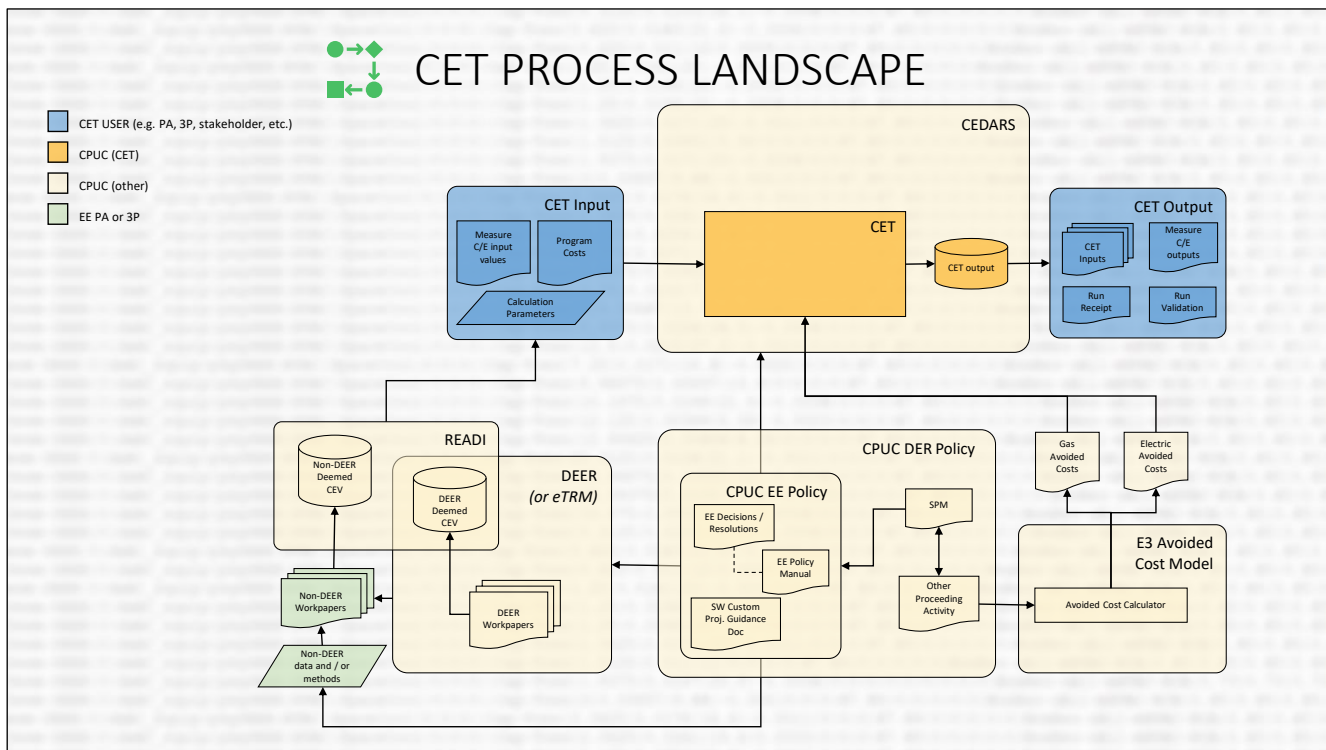 CET PROCESS LANDSCAPE
CET USER (e.g. PA, 3P, stakeholder, etc.)
CPUC (CET)
CPUC (other)
EE PA or 3P
CET Input
Measure
C/E input
values
Program
Costs
Calculation
Parameters
CEDARS
CET
CET output
CET Output
CET
Inputs
Measure
C/E
outputs
Run
Receipt
Run
Validation
READI
Non-DEER
Deemed
CEV
DEER
(or eTRM)
DEER
Deemed
CEV
DEER
Workpapers
Non-DEER
Workpapers
Non-DEER
data and / or
methods
CPUC DER Policy
CPUC EE Policy
EE Decisions /
Resolutions
EE Policy
Manual
SW Custom
Proj. Guidance
Doc
SPM
Other
Proceeding
Activity
Gas
Avoided
Costs
Electric
Avoided
Costs
E3 Avoided
Cost Model
Avoided Cost Calculator